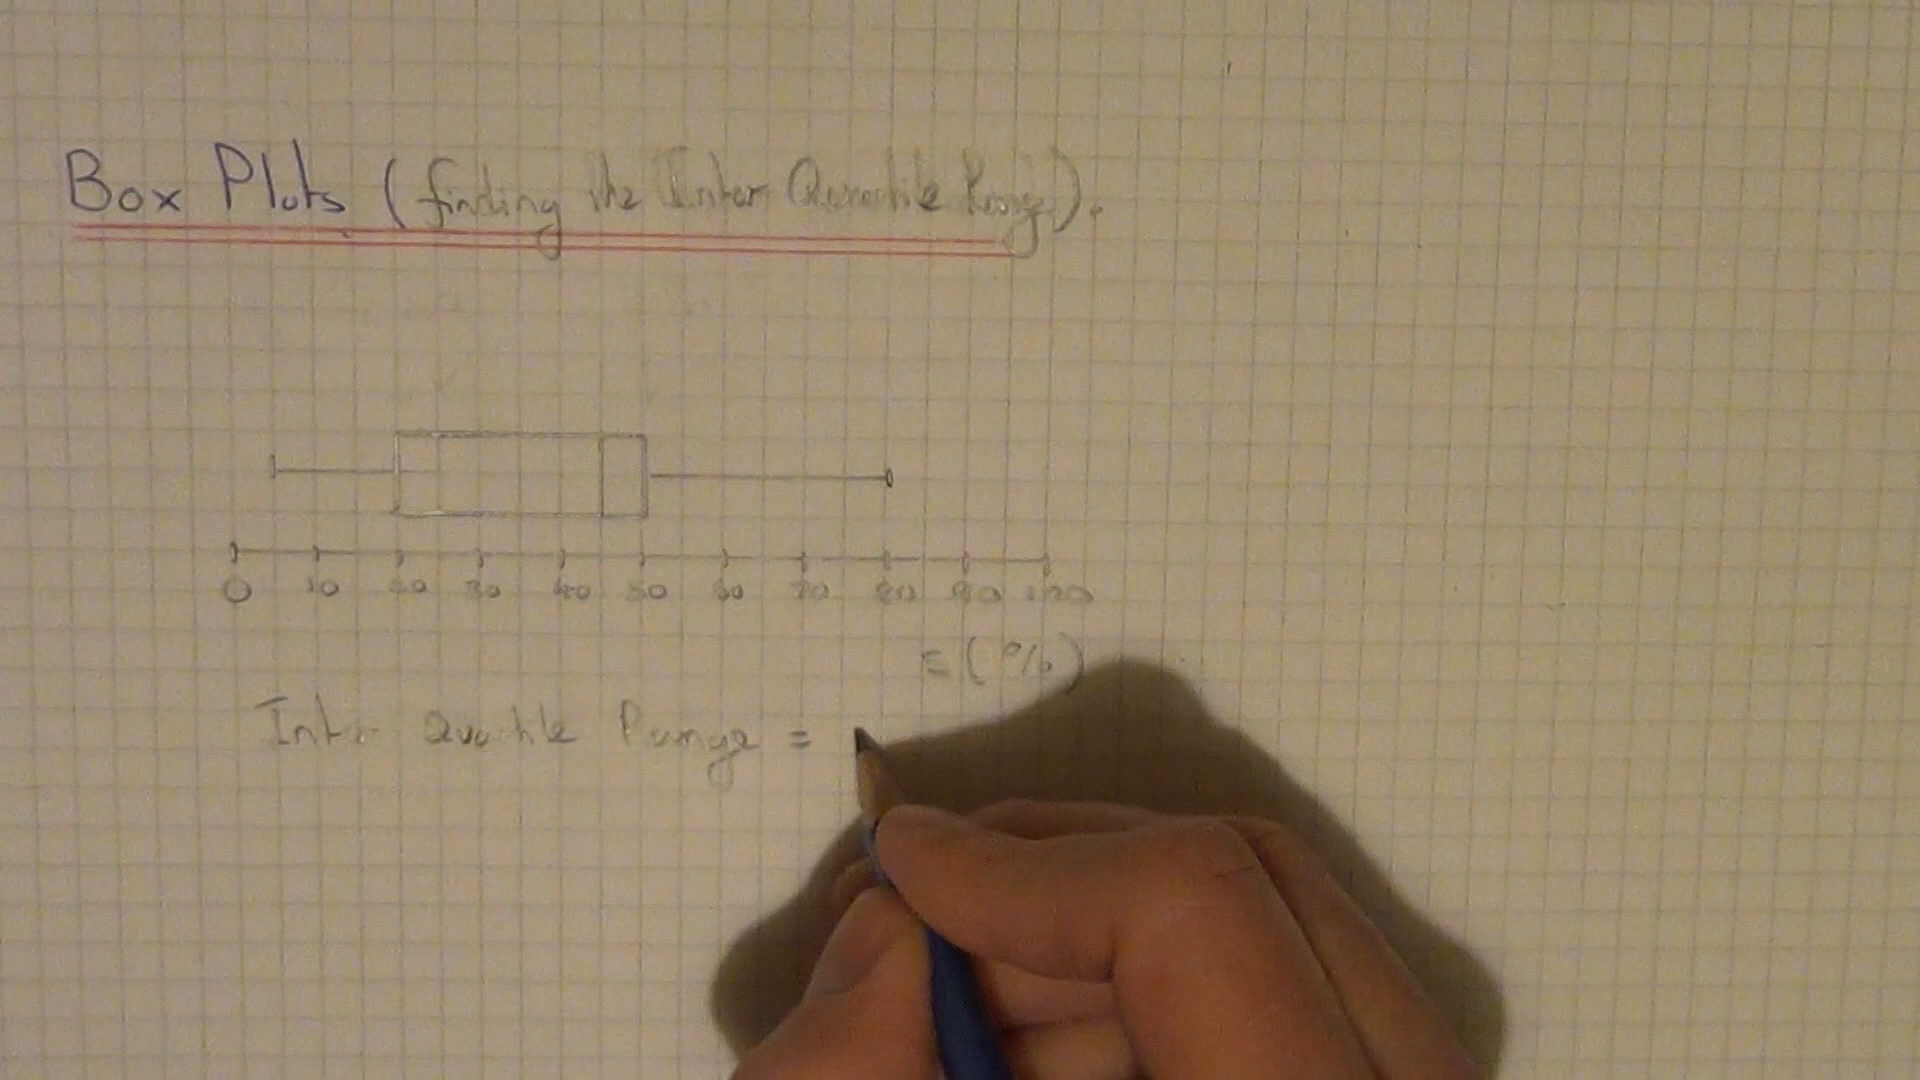 Box Plots (finding the Inter Quartile Range).
0 10 20 30 40 50 60 70 80 90 100
(%)
Inter Quartile Range =